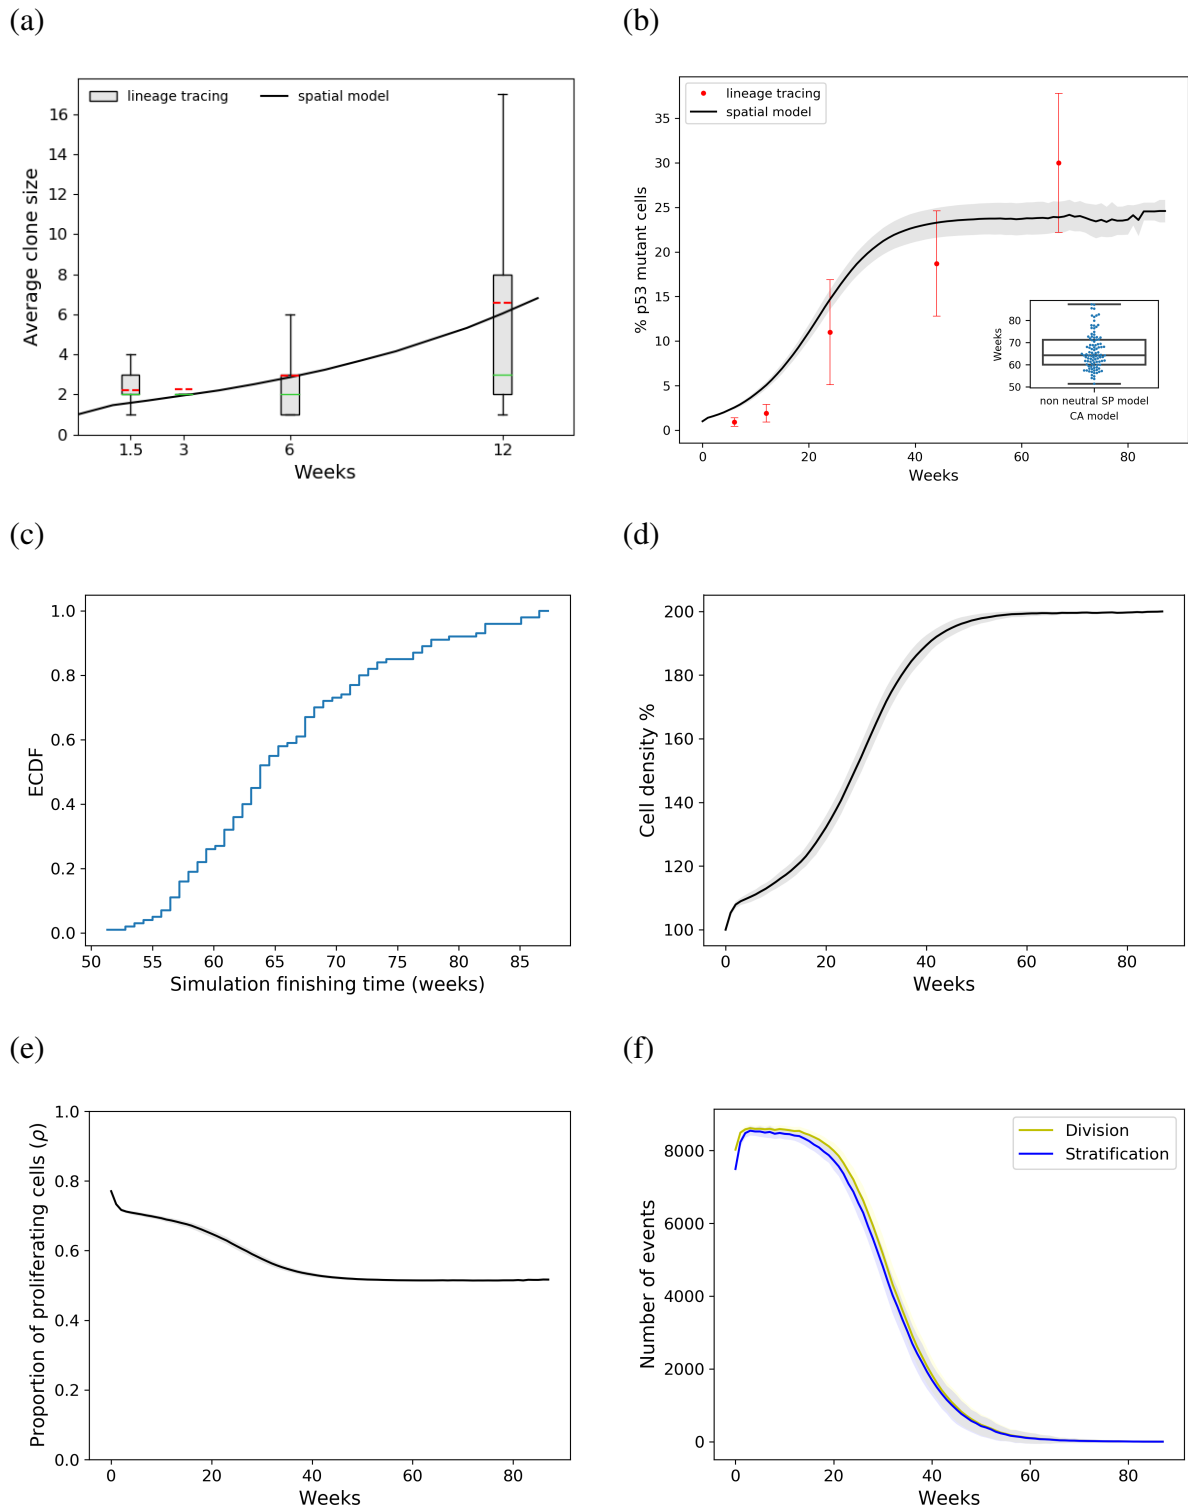 (a)
lineage tracing
spatial model
16
14
12
10
8
6
4
2
0
Average clone size
1.5
3
6
12
Weeks
(b)
lineage tracing
spatial model
35
30
25
20
15
10
5
0
% p53 mutant cells
0
20
40
60
80
Weeks
80
70
60
50
Weeks
non neutral SP model
CA model
(c)
1.0
0.8
0.6
0.4
0.2
0.0
ECDF
50
55
60
65
70
75
80
85
Simulation finishing time (weeks)
(d)
200
180
160
140
120
100
Cell density %
0
20
40
60
80
Weeks
(e)
1.0
0.8
0.6
0.4
0.2
0.0
Proportion of proliferating cells (ρ)
0
20
40
60
80
Weeks
(f)
Division
Stratification
8000
6000
4000
2000
0
Number of events
0
20
40
60
80
Weeks